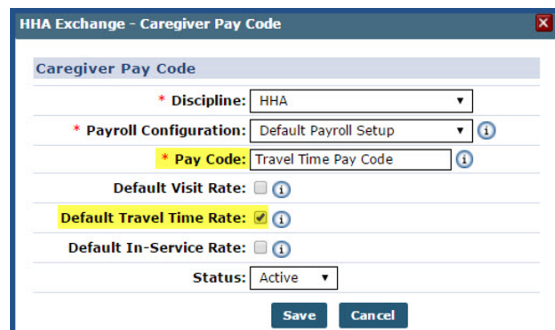 HHA Exchange - Caregiver Pay Code
Caregiver Pay Code
* Discipline: HHA
* Payroll Configuration: Default Payroll Setup
* Pay Code: Travel Time Pay Code
Default Visit Rate:
Default Travel Time Rate:
Default In-Service Rate:
Status: Active
Save Cancel